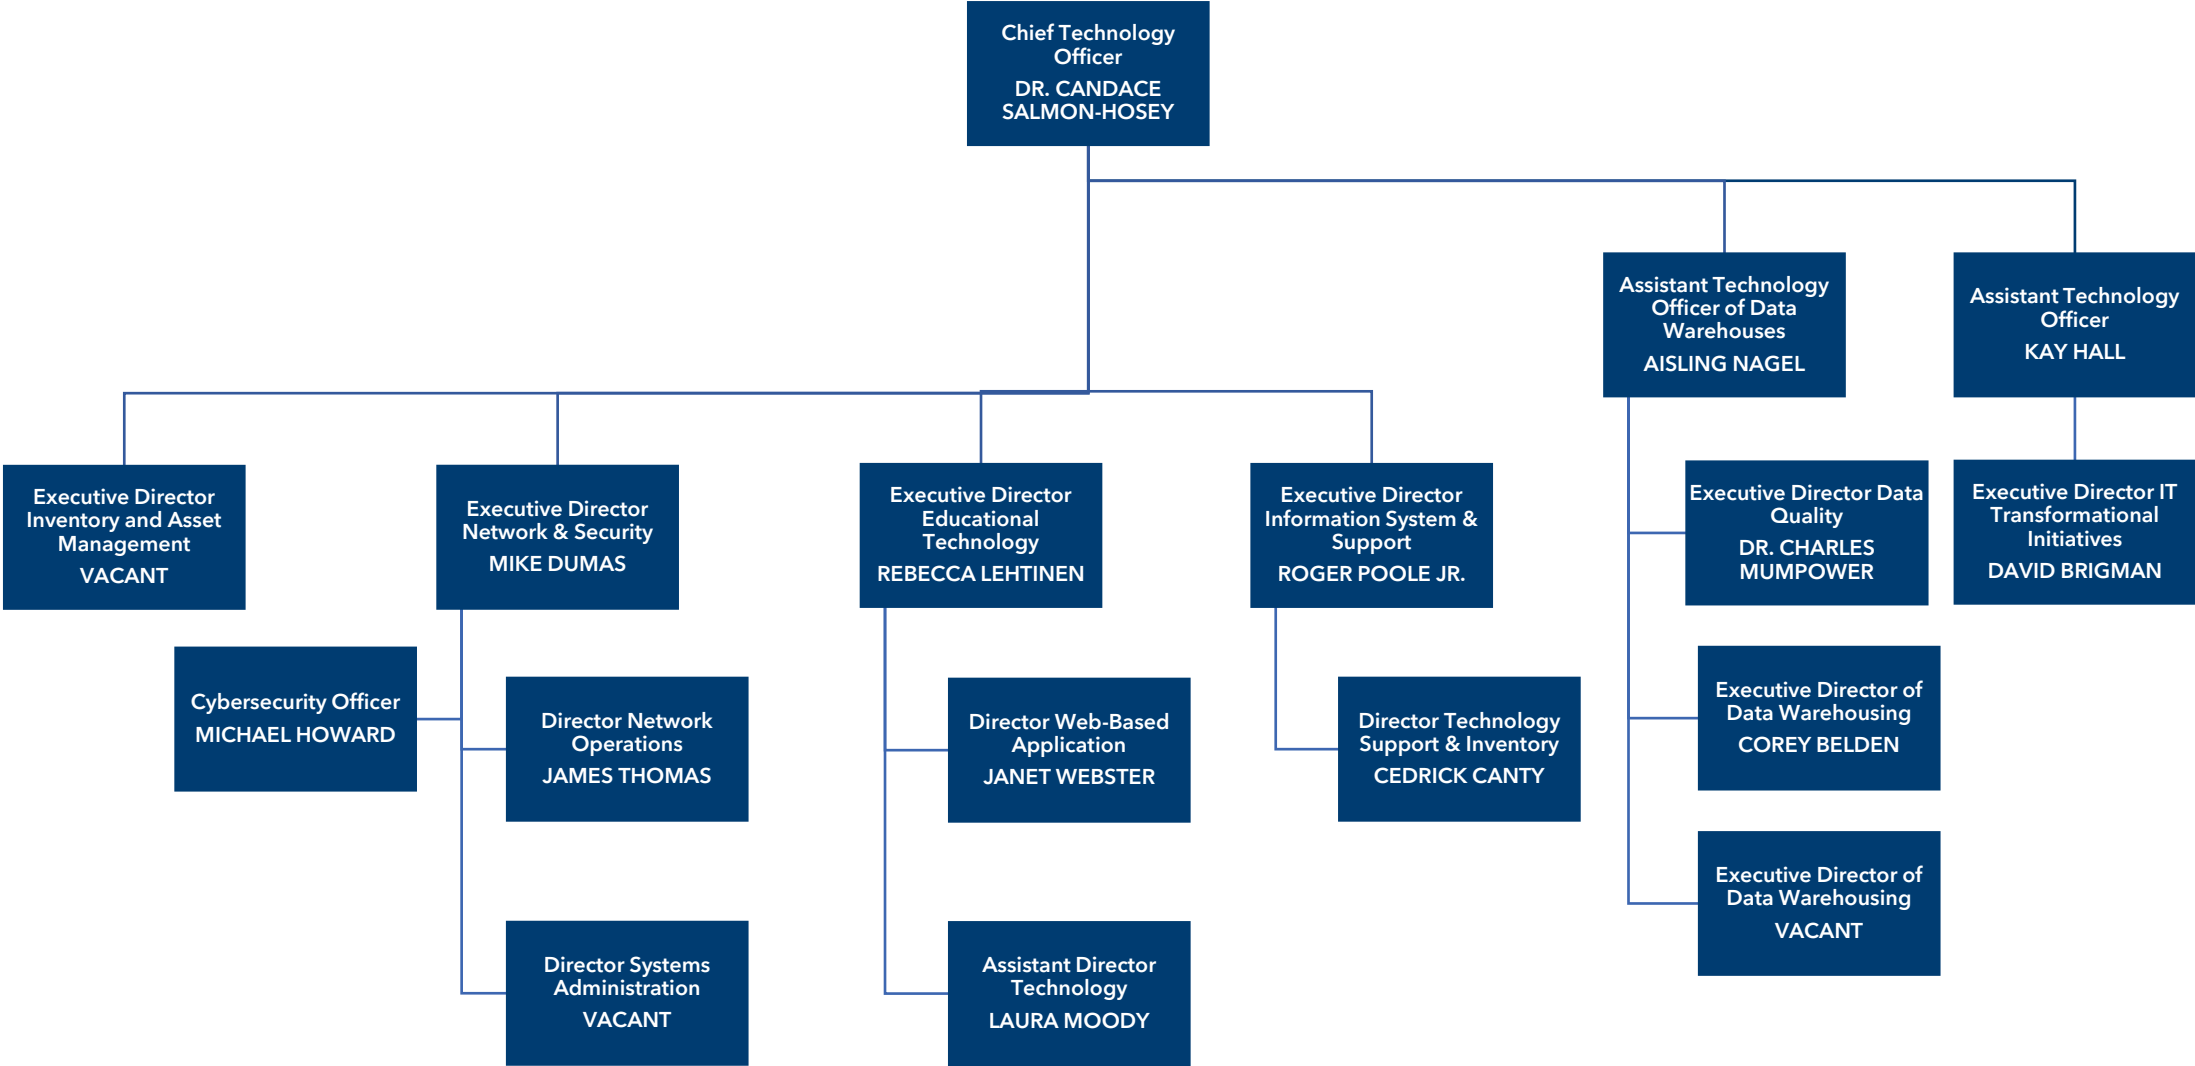 Chief Technology
Officer
DR. CANDACE
SALMON-HOSEY
Assistant Technology
Officer of Data
Warehouses
AISLING NAGEL
Assistant Technology
Officer
KAY HALL
Executive Director
Inventory and Asset
Management
VACANT
Executive Director
Network & Security
MIKE DUMAS
Executive Director
Educational
Technology
REBECCA LEHTINEN
Executive Director
Information System &
Support
ROGER POOLE JR.
Executive Director Data
Quality
DR. CHARLES
MUMPOWER
Executive Director IT
Transformational
Initiatives
DAVID BRIGMAN
Cybersecurity Officer
MICHAEL HOWARD
Director Network
Operations
JAMES THOMAS
Director Web-Based
Application
JANET WEBSTER
Director Technology
Support & Inventory
CEDRICK CANTY
Executive Director of
Data Warehousing
COREY BELDEN
Executive Director of
Data Warehousing
VACANT
Director Systems
Administration
VACANT
Assistant Director
Technology
LAURA MOODY